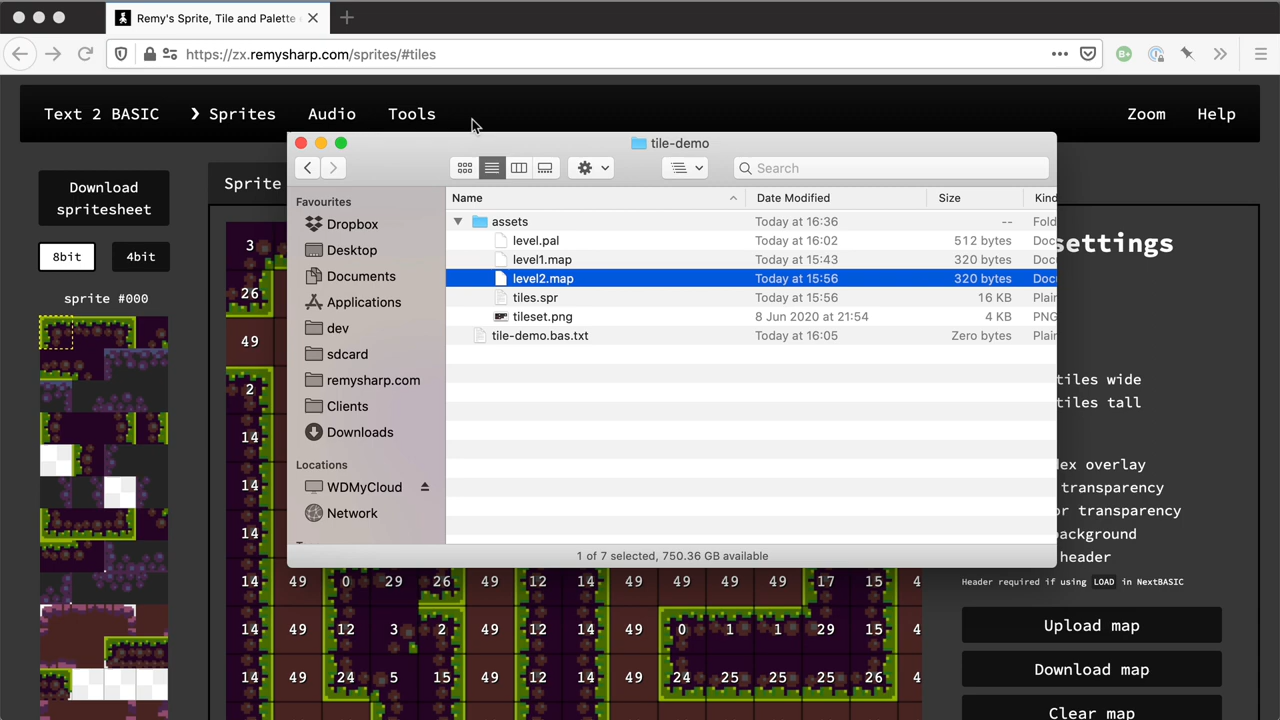 Remy's Sprite, Tile and Palette
https://zx.remysharp.com/sprites/#tiles
Text 2 BASIC
❯ Sprites
Audio
Tools
Zoom
Help
tile-demo
Search
Download
spritesheet
8bit
4bit
sprite #000
Sprite
settings
Favourites
Dropbox
Desktop
Documents
Applications
dev
sdcard
remysharp.com
Clients
Downloads
Locations
WDMyCloud
Network
Name Date Modified Size Kind
assets Today at 16:36 --
level.pal Today at 16:02 512 bytes
level1.map Today at 15:43 320 bytes
level2.map Today at 15:56 320 bytes
tiles.spr Today at 15:56 16 KB
tileset.png 8 Jun 2020 at 21:54 4 KB PNG
tile-demo.bas.txt Today at 16:05 Zero bytes
1 of 7 selected, 750.36 GB available
3
26
49
2
14
14
14
14 49 0 29 26 49 12 14 49 49 49 49 17 15 4
14 49 12 3 2 49 12 14 49 0 1 1 29 15 4
14 49 24 5 15 49 12 14 49 24 25 25 25 26 4
tiles wide
tiles tall
overlay
transparency
transparency
header
Header required if using LOAD in NextBASIC
Upload map
Download map
Clear map